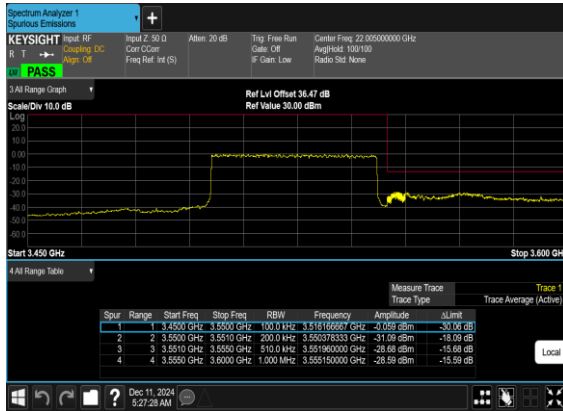 Spectrum Analyzer 1
Spurious Emissions
+
KEYSIGHT Input: RF Input Z: 50 Ω Atten: 20 dB Trig: Free Run Center Freq: 22.005000000 GHz
R T Coupling: DC Corr CCorr Gate: Off Avg|Hold: 100/100
Align: Off Freq Ref: Int (S) IF Gain: Low Radio Std: None
PASS
3 All Range Graph
Ref Lvl Offset 36.47 dB
Scale/Div 10.0 dB Ref Value 30.00 dBm
Log
20.0
10.0
0.00
-10.0
-20.0
-30.0
-40.0
-50.0
-60.0
Start 3.450 GHz Stop 3.600 GHz
4 All Range Table
Measure Trace Trace 1
Trace Type Trace Average (Active)
Spur Range Start Freq Stop Freq RBW Frequency Amplitude ΔLimit
1 1 3.4500 GHz 3.5500 GHz 100.0 kHz 3.516166667 GHz -0.059 dBm -30.06 dB
2 2 3.5500 GHz 3.5510 GHz 200.0 kHz 3.550378333 GHz -31.09 dBm -18.09 dB
3 3 3.5510 GHz 3.5550 GHz 510.0 kHz 3.551960000 GHz -28.68 dBm -15.68 dB
4 4 3.5550 GHz 3.6000 GHz 1.000 MHz 3.555150000 GHz -28.59 dBm -15.59 dB
Local
? Dec 11, 2024
5:27:28 AM